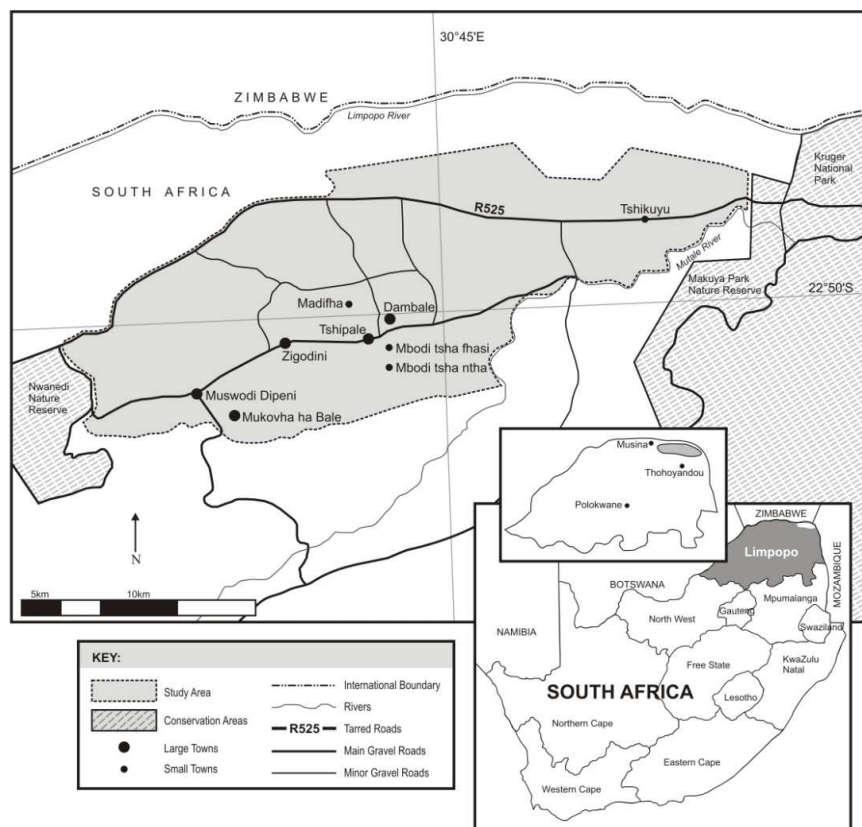 30°45'E
ZIMBABWE
Limpopo River
Kruger
National
Park
SOUTH AFRICA
R525
Tshikuyu
Mutale River
Makuya Park
Nature Reserve
22°50'S
Madifha
Dambale
Tshipale
Zigodini
Mbodi tsha fhasi
Mbodi tsha ntha
Nwanedi
Nature
Reserve
Muswodi Dipeni
Mukovha ha Bale
N
5km
10km
Musina
Thohoyandou
Polokwane
ZIMBABWE
Limpopo
MOZAMBIQUE
BOTSWANA
Mpumalanga
North West
Gauteng
Swaziland
NAMIBIA
Free State
KwaZulu
Natal
SOUTH AFRICA
Lesotho
Northern Cape
Eastern Cape
Western Cape
KEY:
Study Area
Conservation Areas
Large Towns
Small Towns
International Boundary
Rivers
R525
Tarred Roads
Main Gravel Roads
Minor Gravel Roads